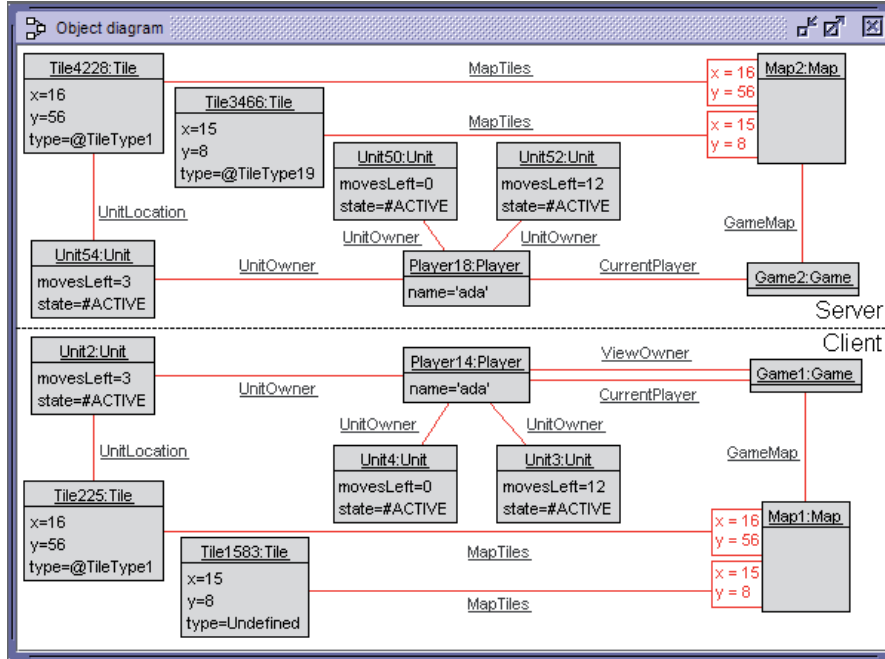 Object diagram
Tile4228:Tile
x=16
y=56
type=@TileType1
MapTiles
x = 16
y = 56
Map2:Map
Tile3466:Tile
x=15
y=8
type=@TileType19
MapTiles
x = 15
y = 8
Unit50:Unit
movesLeft=0
state=#ACTIVE
Unit52:Unit
movesLeft=12
state=#ACTIVE
UnitLocation
GameMap
UnitOwner
UnitOwner
Unit54:Unit
movesLeft=3
state=#ACTIVE
UnitOwner
Player18:Player
name='ada'
CurrentPlayer
Game2:Game
Server
Client
Unit2:Unit
movesLeft=3
state=#ACTIVE
UnitOwner
Player14:Player
name='ada'
ViewOwner
CurrentPlayer
Game1:Game
UnitOwner
UnitOwner
UnitLocation
Unit4:Unit
movesLeft=0
state=#ACTIVE
Unit3:Unit
movesLeft=12
state=#ACTIVE
GameMap
Tile225:Tile
x=16
y=56
type=@TileType1
MapTiles
x = 16
y = 56
Map1:Map
Tile1583:Tile
x=15
y=8
type=Undefined
MapTiles
x = 15
y = 8